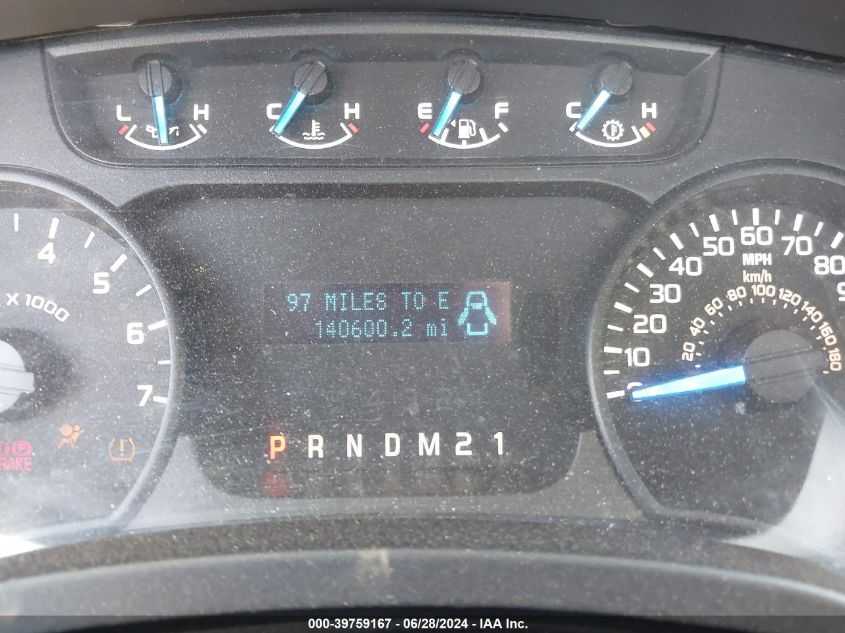 L H C H E F C H
4
5
X 1000
6
7
BRAKE
97 MILES TO E
140600.2 mi
P R N D M 2 1
0 10 20 30 40 50 60 70 80
MPH
km/h
20 40 60 80 100 120 140 160 180
000-39759167 / 06/28/2024 / IAA Inc.